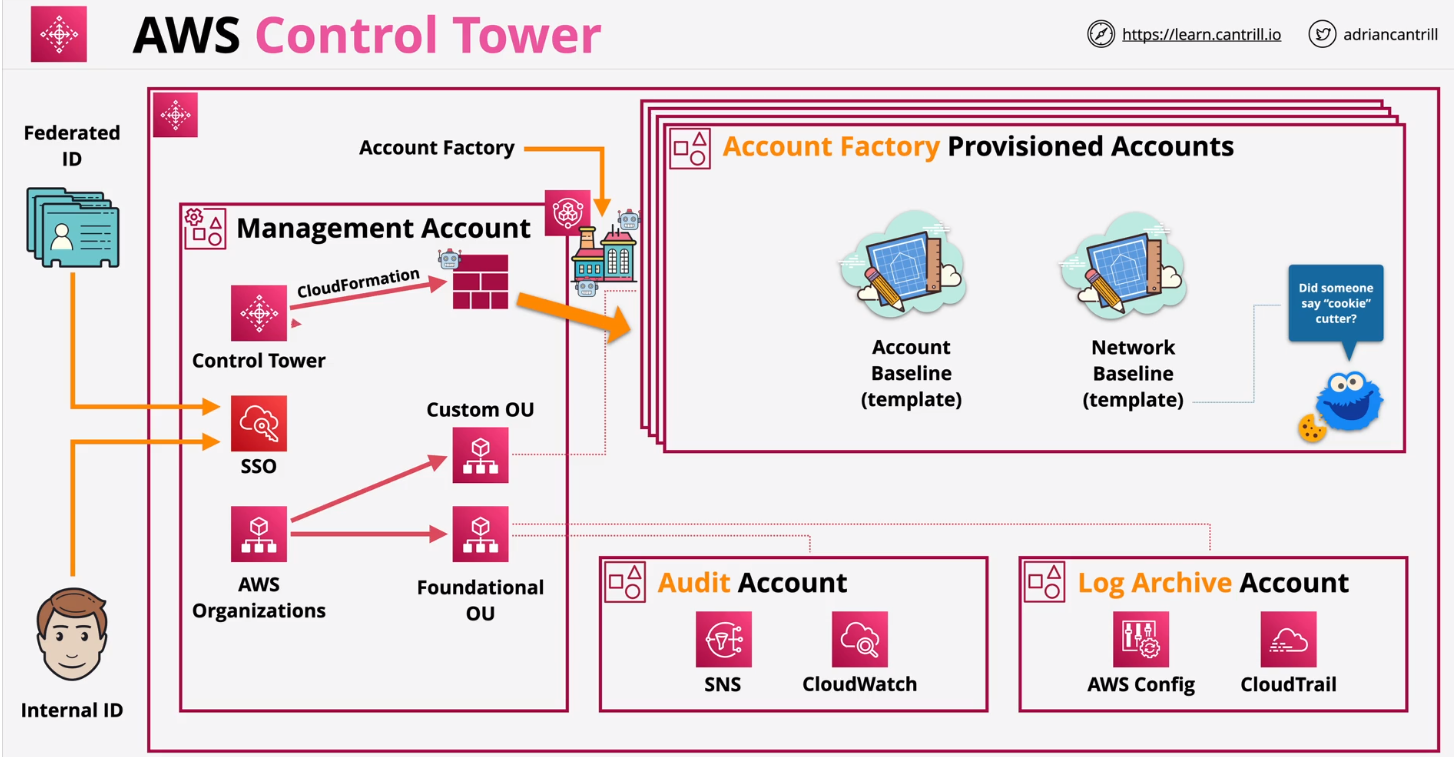 AWS Control Tower
https://learn.cantrill.io
adriancantrill
Federated
ID
Account Factory
Account Factory Provisioned Accounts
Management Account
CloudFormation
Control Tower
Account
Baseline
(template)
Network
Baseline
(template)
Did someone
say “cookie”
cutter?
SSO
Custom OU
AWS
Organizations
Foundational
OU
Audit Account
SNS
CloudWatch
Log Archive Account
AWS Config
CloudTrail
Internal ID